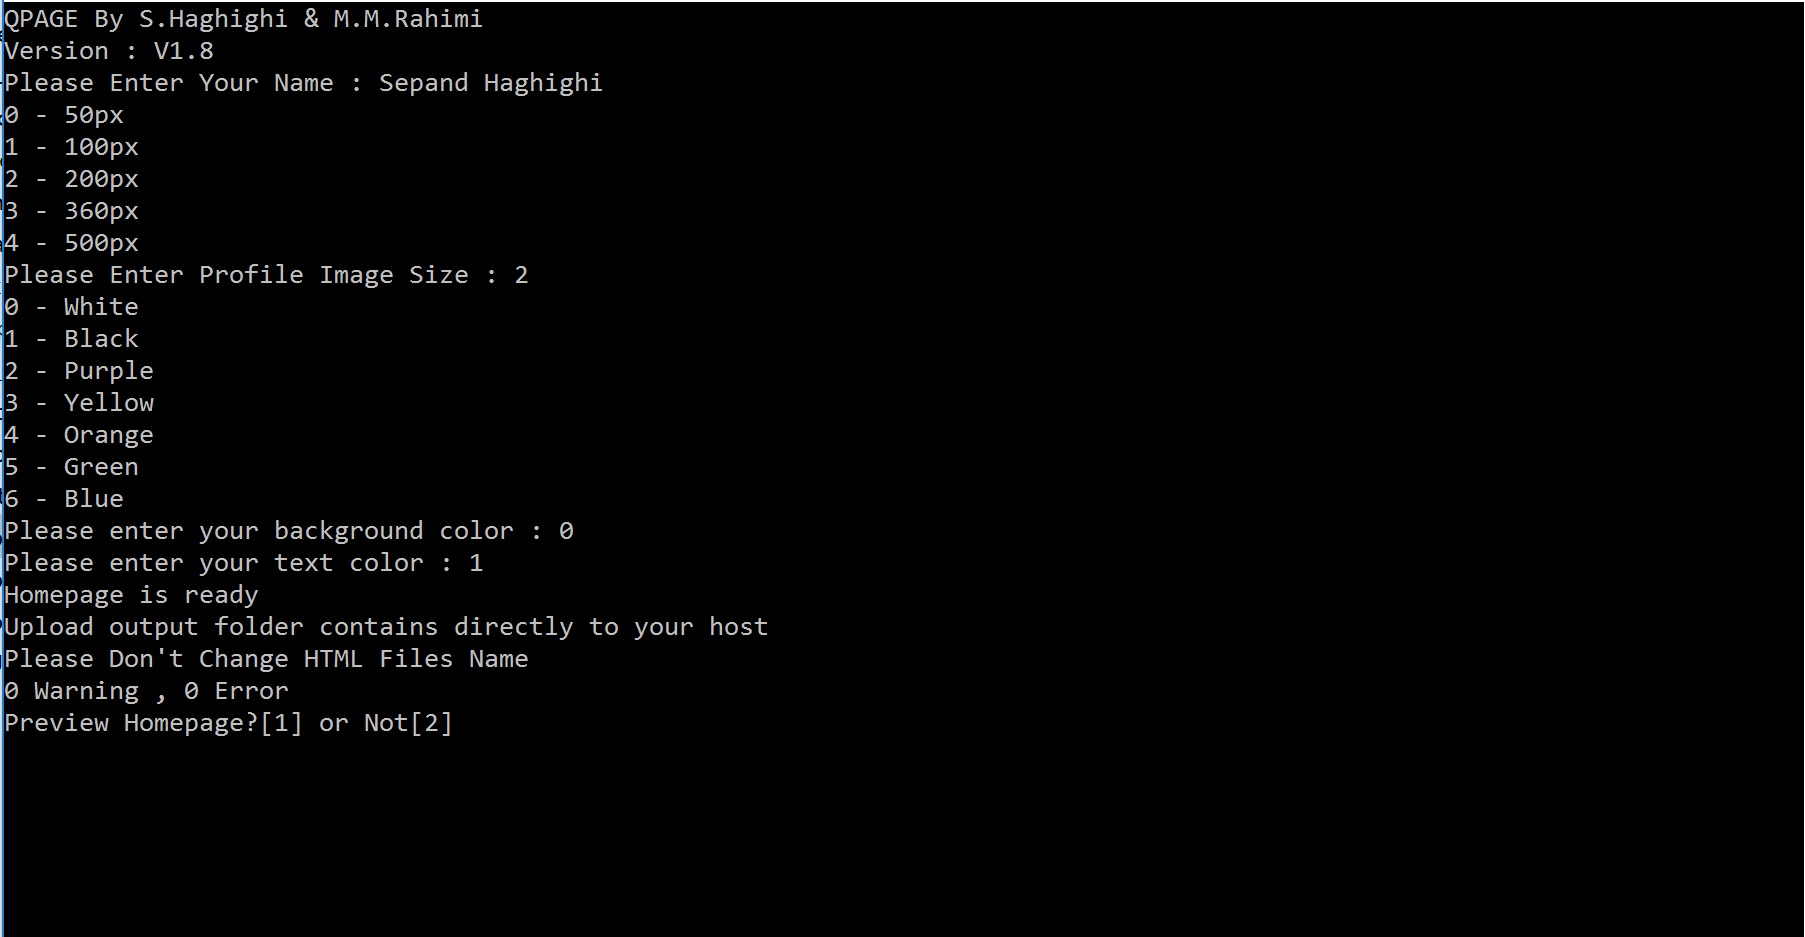 QPAGE By S.Haghighi & M.M.Rahimi
Version : V1.8
Please Enter Your Name : Sepand Haghighi
0 - 50px
1 - 100px
2 - 200px
3 - 360px
4 - 500px
Please Enter Profile Image Size : 2
0 - White
1 - Black
2 - Purple
3 - Yellow
4 - Orange
5 - Green
6 - Blue
Please enter your background color : 0
Please enter your text color : 1
Homepage is ready
Upload output folder contains directly to your host
Please Don't Change HTML Files Name
0 Warning , 0 Error
Preview Homepage?[1] or Not[2]